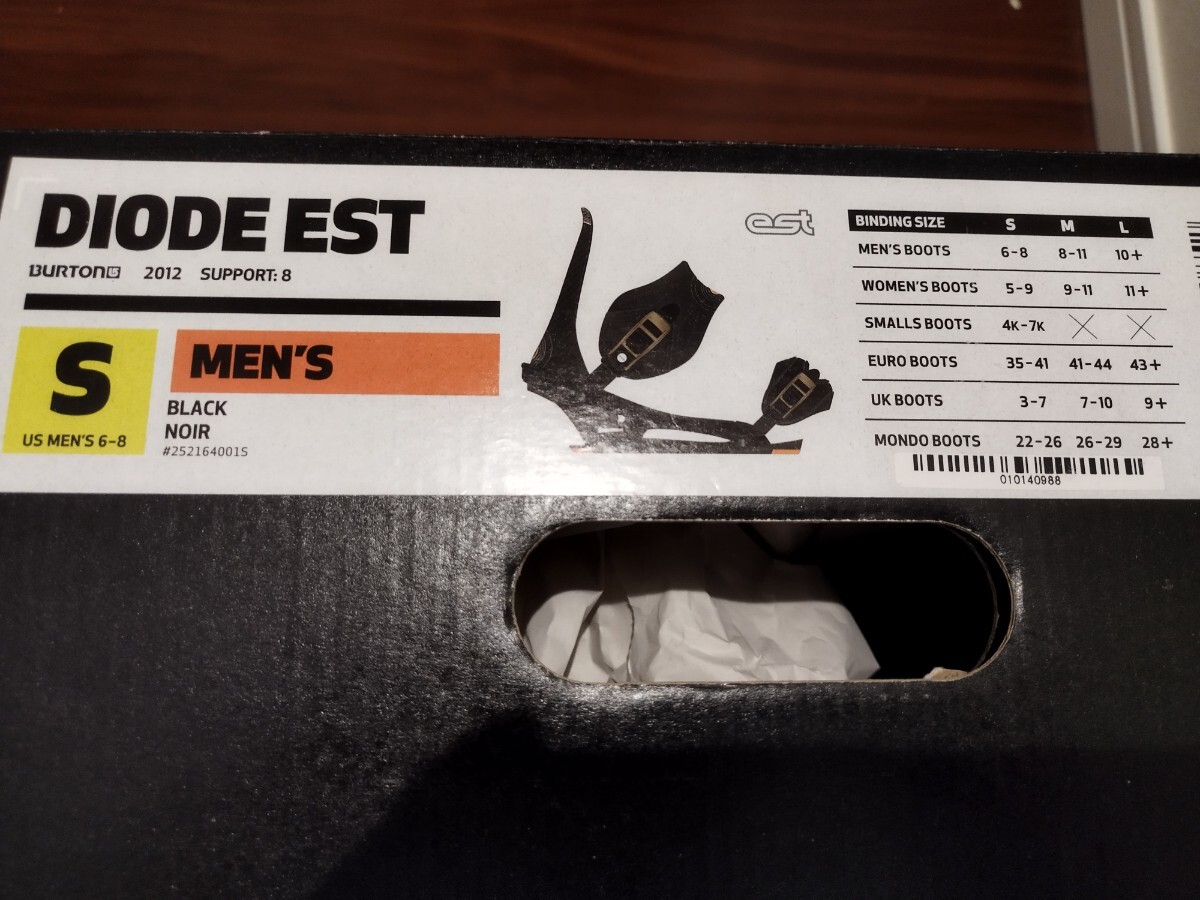 DIODE EST
BURTON 2012 SUPPORT: 8
S
US MEN'S 6-8
MEN'S
BLACK
NOIR
#252164001S
est
BINDING SIZE S M L
MEN'S BOOTS 6-8 8-11 10+
WOMEN'S BOOTS 5-9 9-11 11+
SMALLS BOOTS 4K-7K
EURO BOOTS 35-41 41-44 43+
UK BOOTS 3-7 7-10 9+
MONDO BOOTS 22-26 26-29 28+
010140988